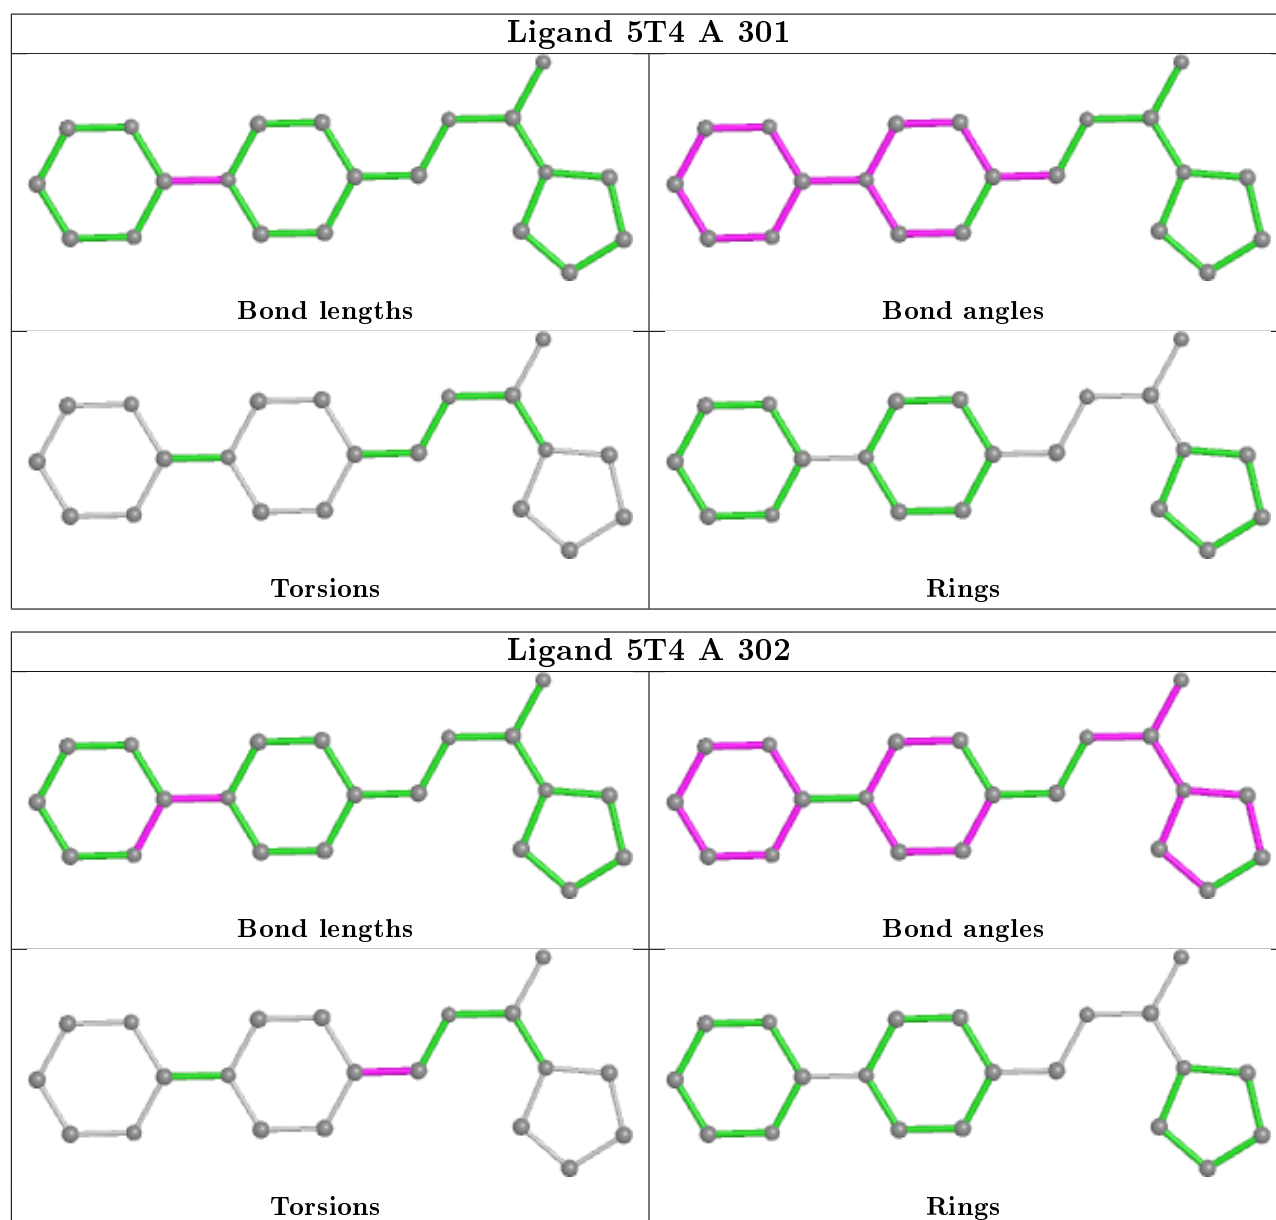 Ligand 5T4 A 301
Bond lengths
Bond angles
Torsions
Rings
Ligand 5T4 A 302
Bond lengths
Bond angles
Torsions
Rings